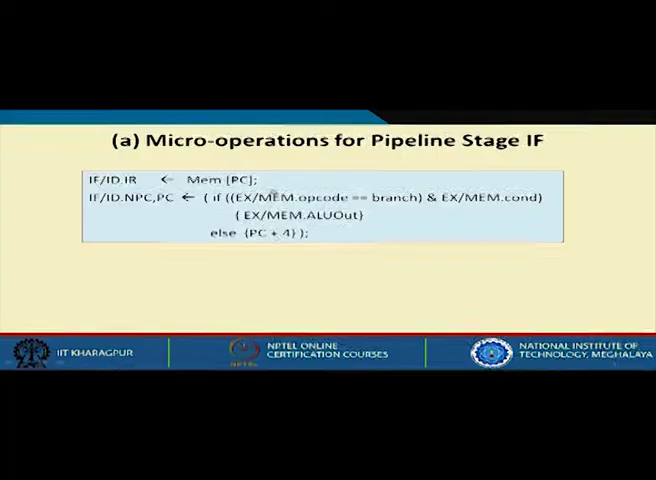 (a) Micro-operations for Pipeline Stage IF
IF/ID.IR ← Mem [PC];
IF/ID.NPC,PC ← ( if ((EX/MEM.opcode == branch) & EX/MEM.cond)
{ EX/MEM.ALUOut}
else {PC + 4} );
IIT KHARAGPUR
NPTEL ONLINE
CERTIFICATION COURSES
NPTEL
NATIONAL INSTITUTE OF
TECHNOLOGY, MEGHALAYA